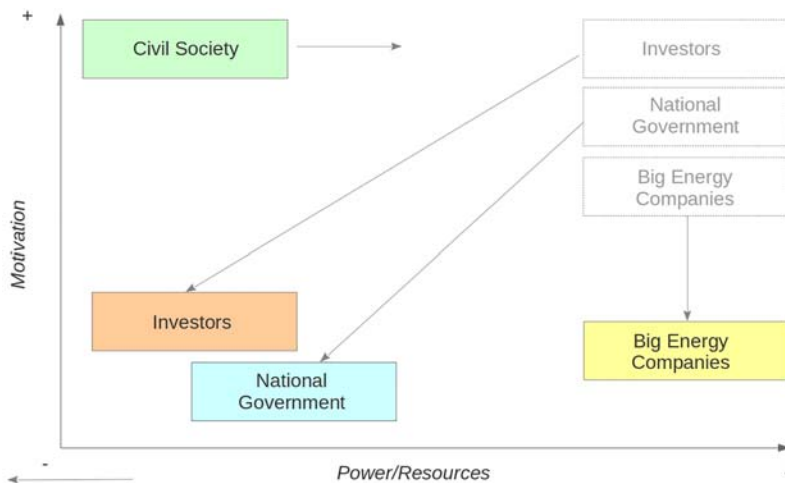 +
Civil Society
Investors
National
Government
Big Energy
Companies
Motivation
Investors
National
Government
Big Energy
Companies
-
Power/Resources